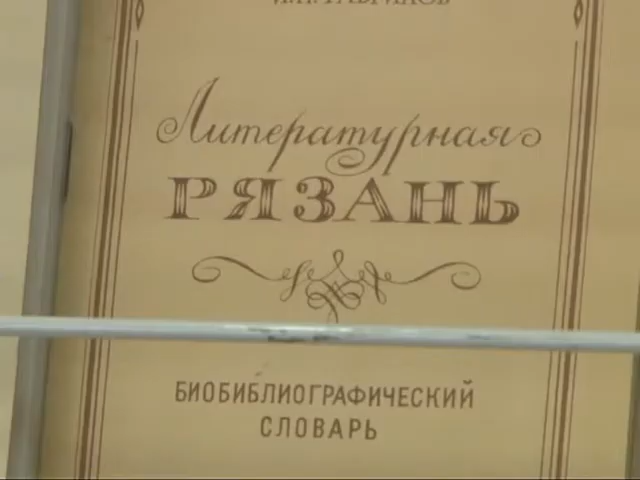 Литературная
РЯЗАНЬ
БИОБИБЛИОГРАФИЧЕСКИЙ
СЛОВАРЬ